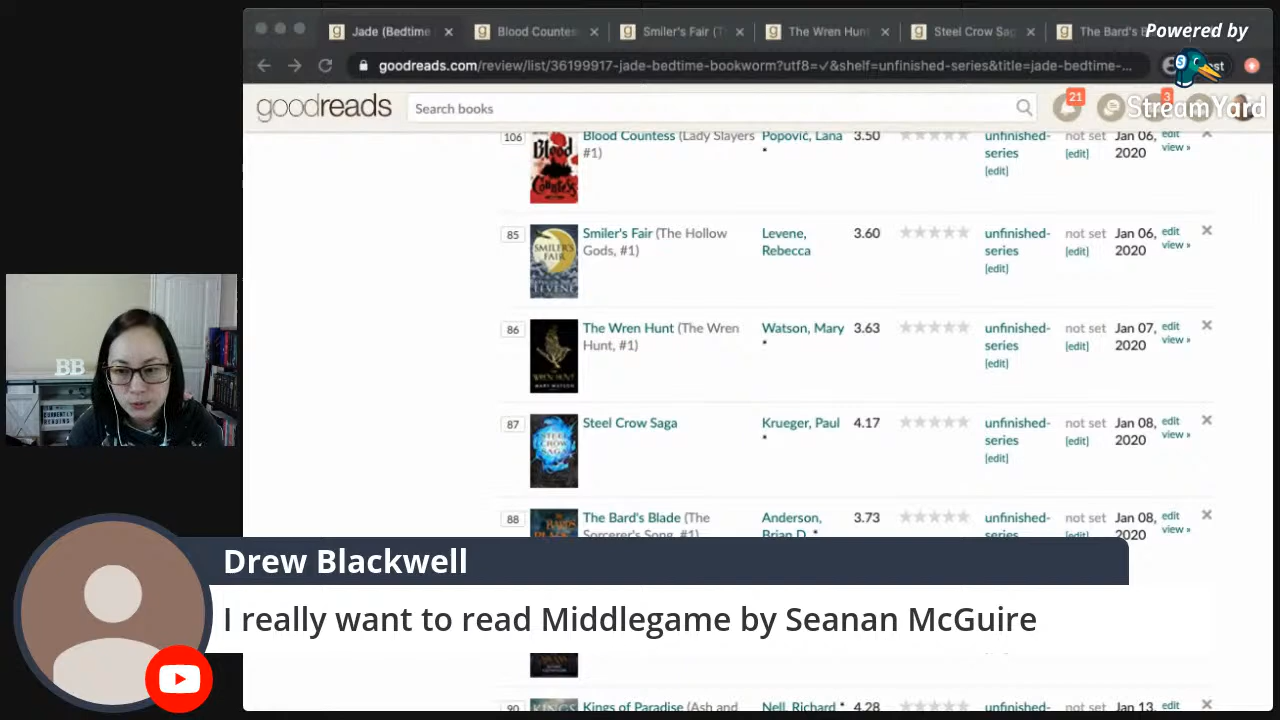 Jade (Bedtime
Blood Countes
Smiler's Fair (T
The Wren Hunt
Steel Crow Sag
The Bard's B
Powered by
StreamYard
goodreads.com/review/list/36199917-jade-bedtime-bookworm?utf8=✓&shelf=unfinished-series&title=jade-bedtime-...
goodreads
Search books
21
3
106
Blood Countess (Lady Slayers #1)
Popović, Lana *
3.50
unfinished-series [edit]
not set [edit]
Jan 06, 2020
edit
view »
85
Smiler's Fair (The Hollow Gods, #1)
Levene, Rebecca
3.60
unfinished-series [edit]
not set [edit]
Jan 06, 2020
edit
view »
86
The Wren Hunt (The Wren Hunt, #1)
Watson, Mary *
3.63
unfinished-series [edit]
not set [edit]
Jan 07, 2020
edit
view »
87
Steel Crow Saga
Krueger, Paul *
4.17
unfinished-series [edit]
not set [edit]
Jan 08, 2020
edit
view »
88
The Bard's Blade (The Sorcerer's Song, #1)
Anderson, Brian D. *
3.73
unfinished-series
not set
Jan 08, 2020
edit
view »
BB
CURRENTLY
READING
Drew Blackwell
I really want to read Middlegame by Seanan McGuire
90
Kings of Paradise (Ash and
Nell, Richard *
4.28
unfinished-
not set
Jan 13,
edit